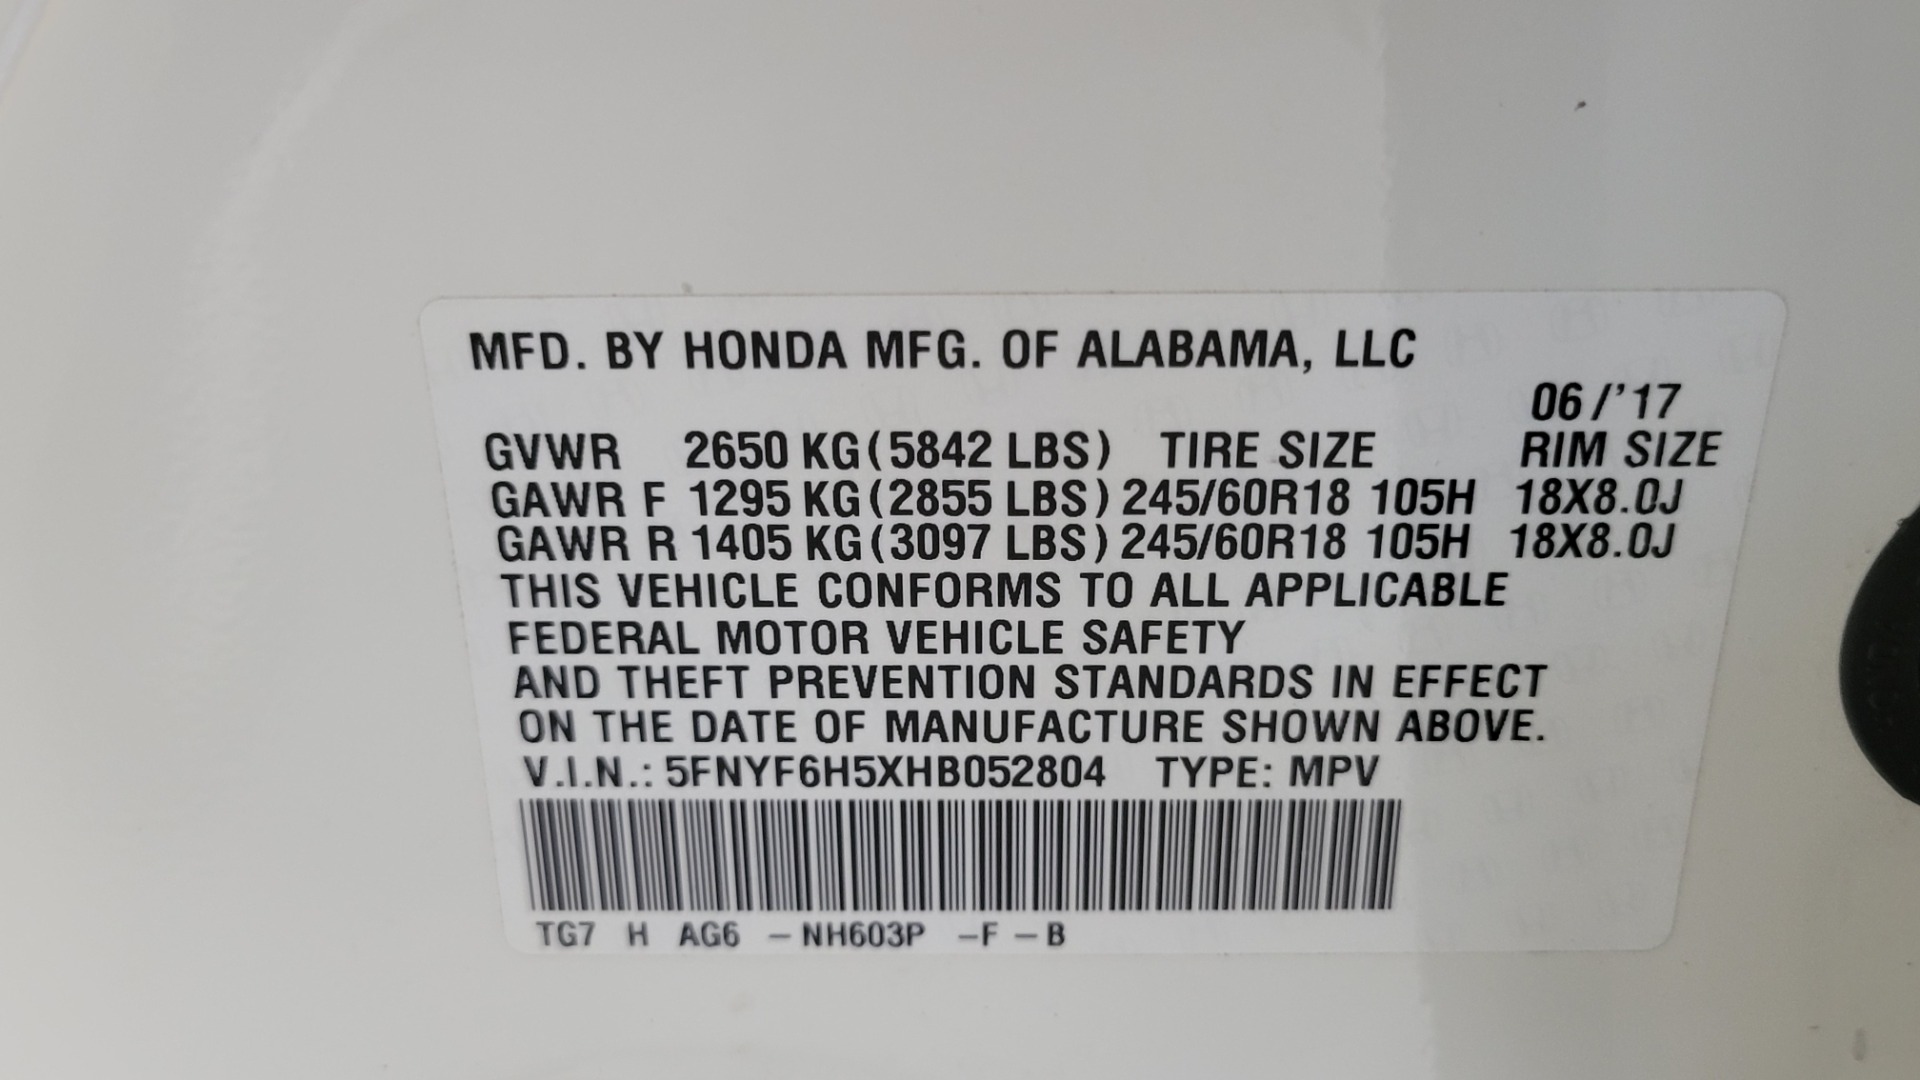 MFD. BY HONDA MFG. OF ALABAMA, LLC
06/'17
GVWR 2650 KG (5842 LBS) TIRE SIZE RIM SIZE
GAWR F 1295 KG (2855 LBS) 245/60R18 105H 18X8.0J
GAWR R 1405 KG (3097 LBS) 245/60R18 105H 18X8.0J
THIS VEHICLE CONFORMS TO ALL APPLICABLE
FEDERAL MOTOR VEHICLE SAFETY
AND THEFT PREVENTION STANDARDS IN EFFECT
ON THE DATE OF MANUFACTURE SHOWN ABOVE.
V.I.N.: 5FNYF6H5XHB052804 TYPE: MPV
TG7 H AG6 – NH603P –F – B